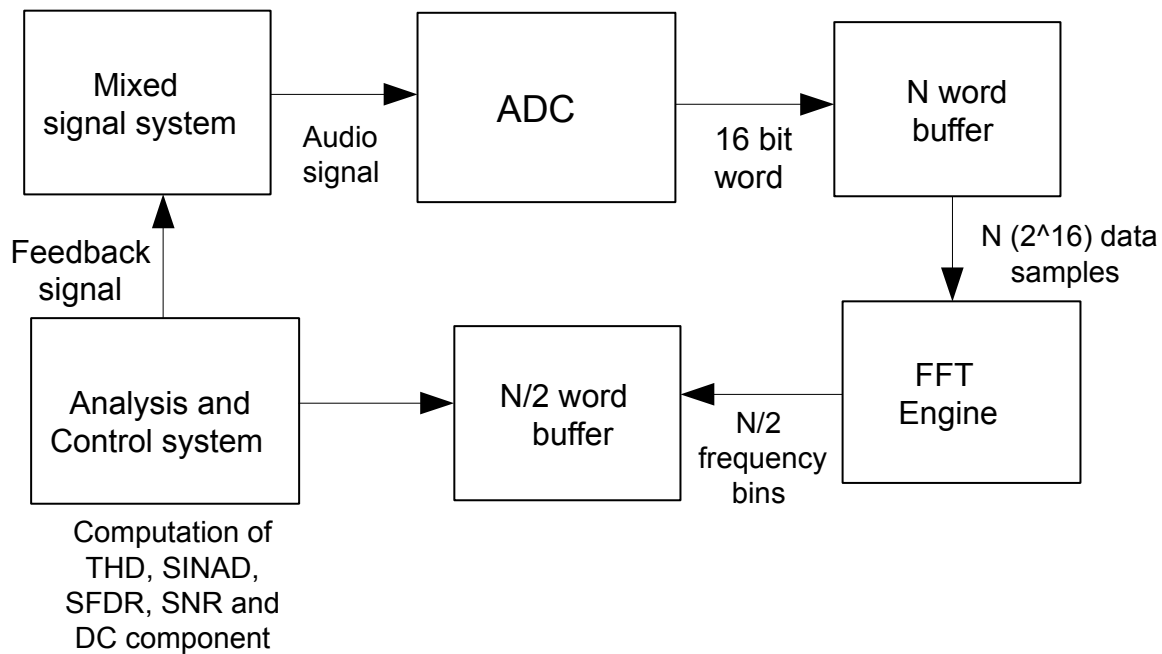 Mixed
signal system
Audio
signal
ADC
16 bit
word
N word
buffer
N (2^16) data
samples
FFT
Engine
N/2
frequency
bins
N/2 word
buffer
Feedback
signal
Analysis and
Control system
Computation of
THD, SINAD,
SFDR, SNR and
DC component